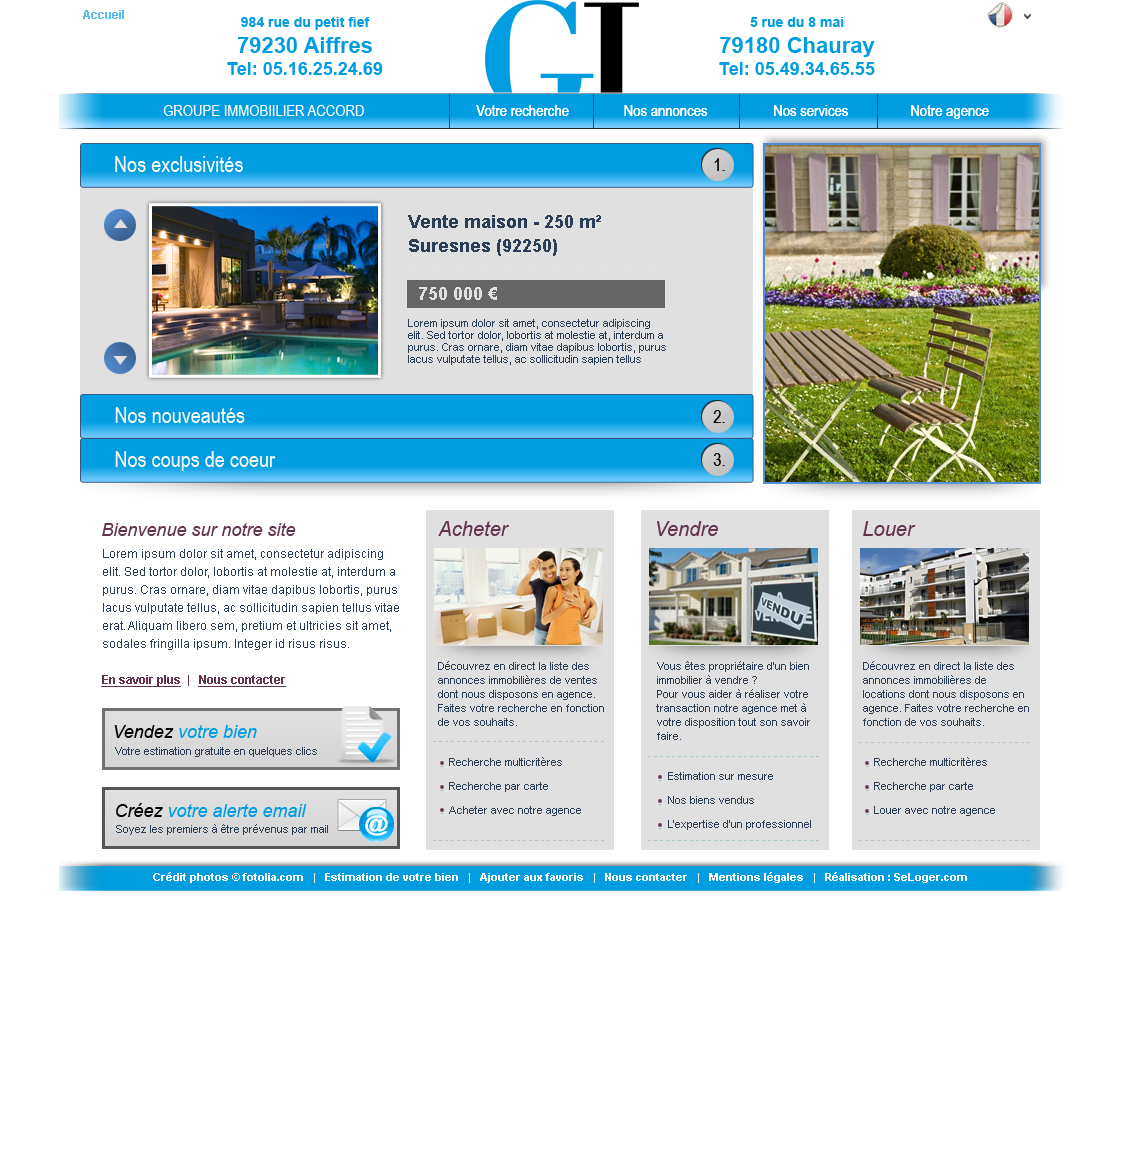 Accueil
984 rue du petit fief
79230 Aiffres
Tel: 05.16.25.24.69
GI
5 rue du 8 mai
79180 Chauray
Tel: 05.49.34.65.55
GROUPE IMMOBIILIER ACCORD
Votre recherche
Nos annonces
Nos services
Notre agence
Nos exclusivités
1.
Vente maison - 250 m²
Suresnes (92250)
750 000 €
Lorem ipsum dolor sit amet, consectetur adipiscing
elit. Sed tortor dolor, lobortis at molestie at, interdum a
purus. Cras ornare, diam vitae dapibus lobortis, purus
lacus vulputate tellus, ac sollicitudin sapien tellus
Nos nouveautés
2.
Nos coups de coeur
3.
Bienvenue sur notre site
Lorem ipsum dolor sit amet, consectetur adipiscing
elit. Sed tortor dolor, lobortis at molestie at, interdum a
purus. Cras ornare, diam vitae dapibus lobortis, purus
lacus vulputate tellus, ac sollicitudin sapien tellus vitae
erat. Aliquam libero sem, pretium et ultricies sit amet,
sodales fringilla ipsum. Integer id risus risus.
En savoir plus | Nous contacter
Vendez votre bien
Votre estimation gratuite en quelques clics
Créez votre alerte email
Soyez les premiers à être prévenus par mail
@
Acheter
Découvrez en direct la liste des
annonces immobilières de ventes
dont nous disposons en agence.
Faites votre recherche en fonction
de vos souhaits.
Recherche multicritères
Recherche par carte
Acheter avec notre agence
Vendre
VENDU
Vous êtes propriétaire d'un bien
immobilier à vendre ?
Pour vous aider à réaliser votre
transaction notre agence met à
votre disposition tout son savoir
faire.
Estimation sur mesure
Nos biens vendus
L'expertise d'un professionnel
Louer
Découvrez en direct la liste des
annonces immobilières de
locations dont nous disposons en
agence. Faites votre recherche en
fonction de vos souhaits.
Recherche multicritères
Recherche par carte
Louer avec notre agence
Crédit photos © fotolia.com | Estimation de votre bien | Ajouter aux favoris | Nous contacter | Mentions légales | Réalisation : SeLoger.com